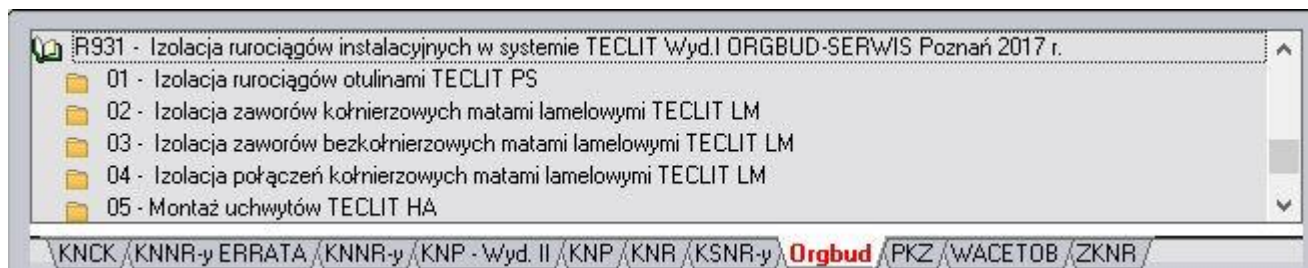 R931 - Izolacja rurociągów instalacyjnych w systemie TECLIT Wyd.I ORGBUD-SERWIS Poznań 2017 r.
01 - Izolacja rurociągów otulinami TECLIT PS
02 - Izolacja zaworów kołnierzowych matami lamelowymi TECLIT LM
03 - Izolacja zaworów bezkołnierzowych matami lamelowymi TECLIT LM
04 - Izolacja połączeń kołnierzowych matami lamelowymi TECLIT LM
05 - Montaż uchwytów TECLIT HA
KNCK KNNR-y ERRATA KNNR-y KNP - Wyd. II KNP KNR KSNR-y Orgbud PKZ WACETOB ZKNR